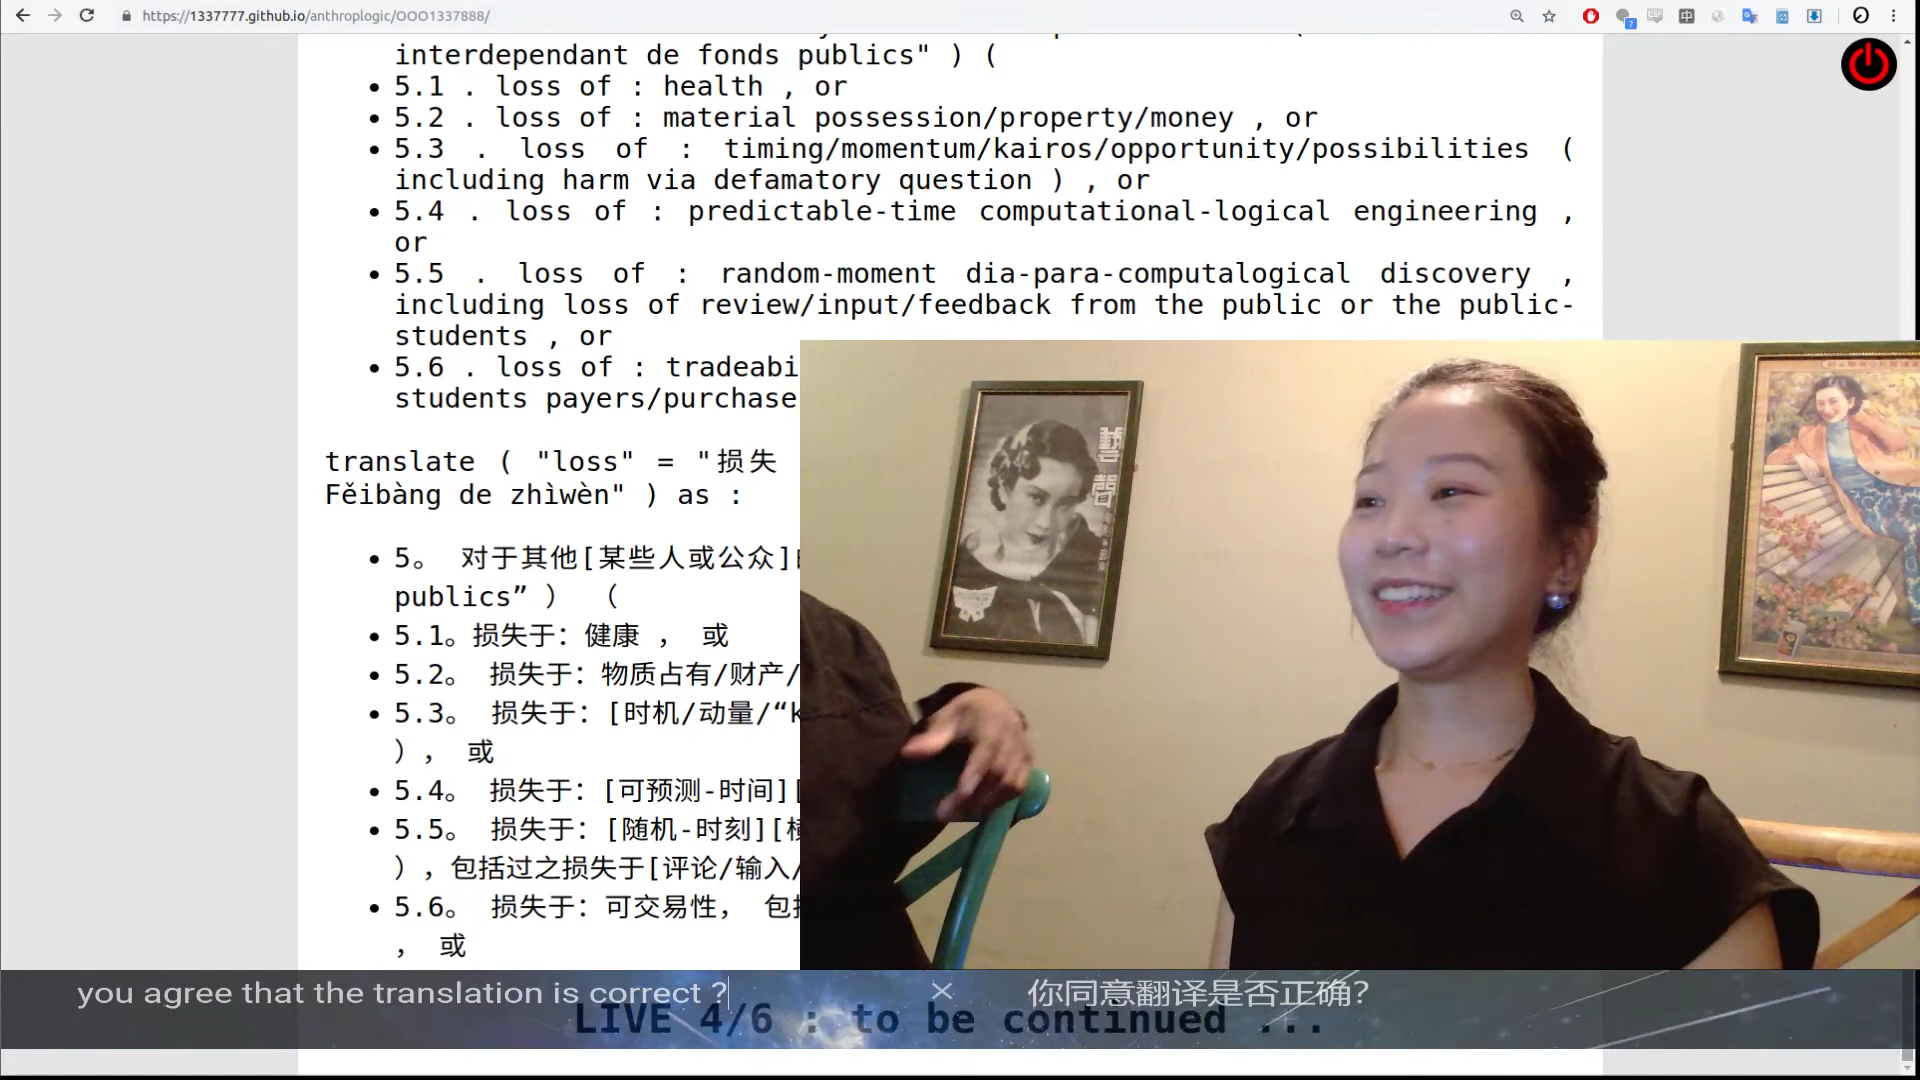 https://1337777.github.io/anthroplogic/OOO1337888/
interdependant de fonds publics" ) (
5.1 . loss of : health , or
5.2 . loss of : material possession/property/money , or
5.3 . loss of : timing/momentum/kairos/opportunity/possibilities (
including harm via defamatory question ) , or
5.4 . loss of : predictable-time computational-logical engineering ,
or
5.5 . loss of : random-moment dia-para-computalogical discovery ,
including loss of review/input/feedback from the public or the public-
students , or
5.6 . loss of : tradeabi
students payers/purchase
translate ( "loss" = "损失
Fěibàng de zhìwèn" ) as :
5。 对于其他[某些人或公众]
publics” ） （
5.1。损失于：健康 ， 或
5.2。 损失于：物质占有/财产/
5.3。 损失于：[时机/动量/“k
）， 或
5.4。 损失于：[可预测-时间][
5.5。 损失于：[随机-时刻][
），包括过之损失于[评论/输入/
5.6。 损失于：可交易性， 包
， 或
you agree that the translation is correct ?
你同意翻译是否正确?
LIVE 4/6 : to be continued ...